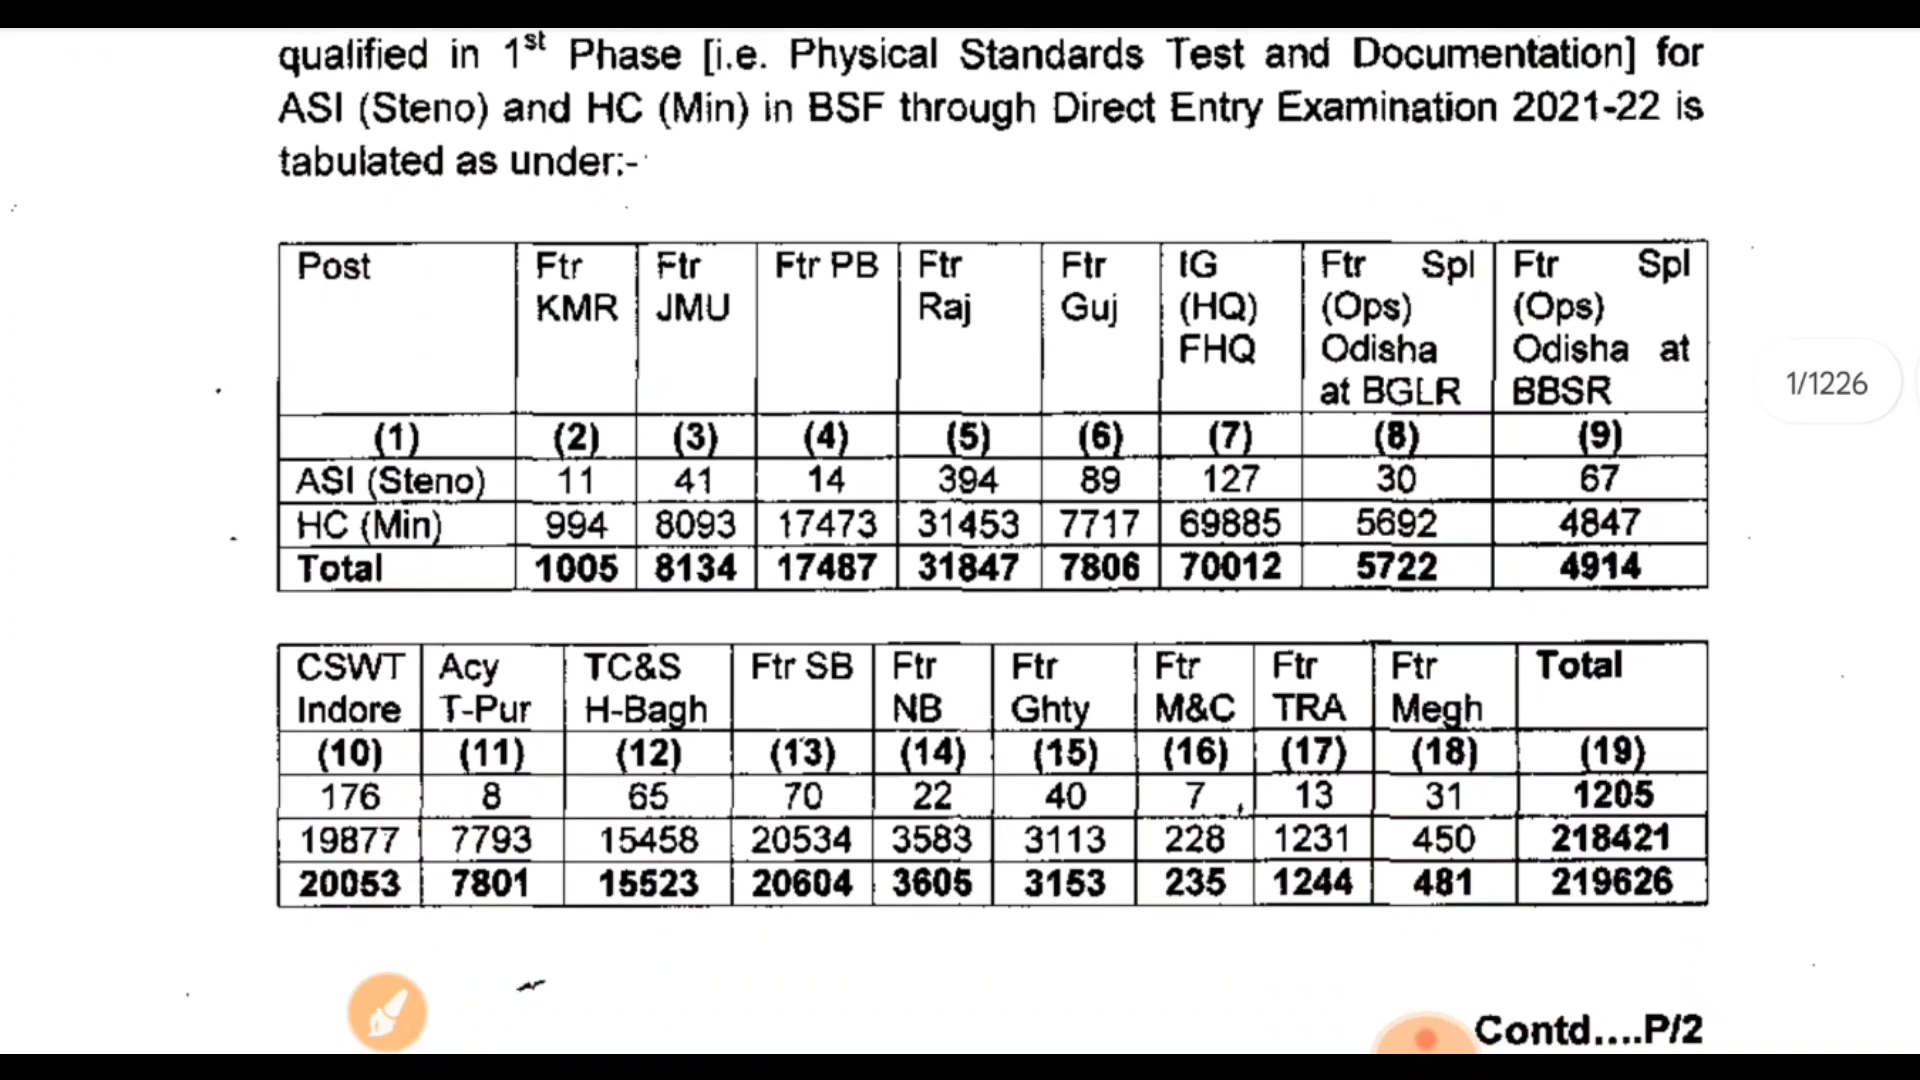 qualified in 1st Phase [i.e. Physical Standards Test and Documentation] for
ASI (Steno) and HC (Min) in BSF through Direct Entry Examination 2021-22 is
tabulated as under:-
Post Ftr KMR Ftr JMU Ftr PB Ftr Raj Ftr Guj IG (HQ) FHQ Ftr Spl (Ops) Odisha at BGLR Ftr Spl (Ops) Odisha at BBSR
(1) (2) (3) (4) (5) (6) (7) (8) (9)
ASI (Steno) 11 41 14 394 89 127 30 67
HC (Min) 994 8093 17473 31453 7717 69885 5692 4847
Total 1005 8134 17487 31847 7806 70012 5722 4914
CSWT Indore Acy T-Pur TC&S H-Bagh Ftr SB Ftr NB Ftr Ghty Ftr M&C Ftr TRA Ftr Megh Total
(10) (11) (12) (13) (14) (15) (16) (17) (18) (19)
176 8 65 70 22 40 7 13 31 1205
19877 7793 15458 20534 3583 3113 228 1231 450 218421
20053 7801 15523 20604 3605 3153 235 1244 481 219626
Contd....P/2
1/1226